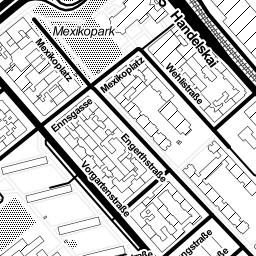 Mexikopark
S. Handelskai
Mexikoplatz
Mexikoplatz
Wehlistraße
Ennsgasse
Engerthstraße
Vorgartenstraße